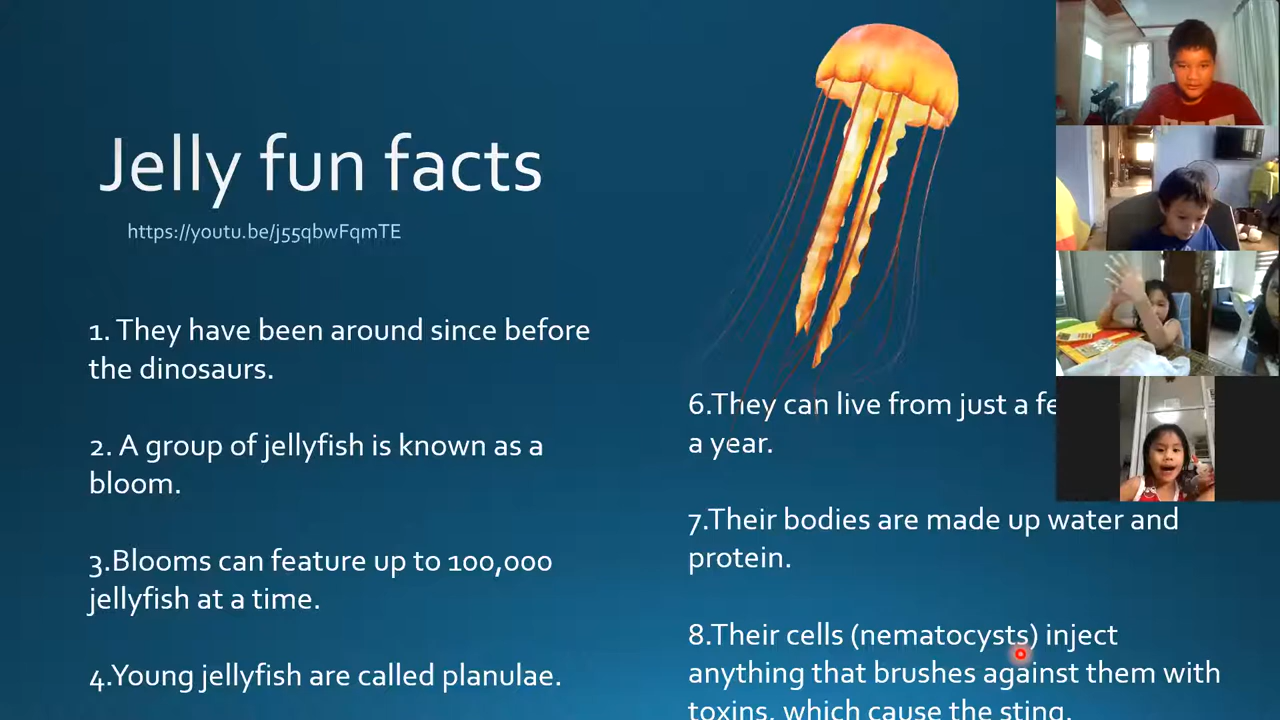 Jelly fun facts
https://youtu.be/j55qbwFqmTE
1. They have been around since before
the dinosaurs.
2. A group of jellyfish is known as a
bloom.
3.Blooms can feature up to 100,000
jellyfish at a time.
4.Young jellyfish are called planulae.
6.They can live from just a
a year.
7.Their bodies are made up water and
protein.
8.Their cells (nematocysts) inject
anything that brushes against them with
toxins, which cause the sting.